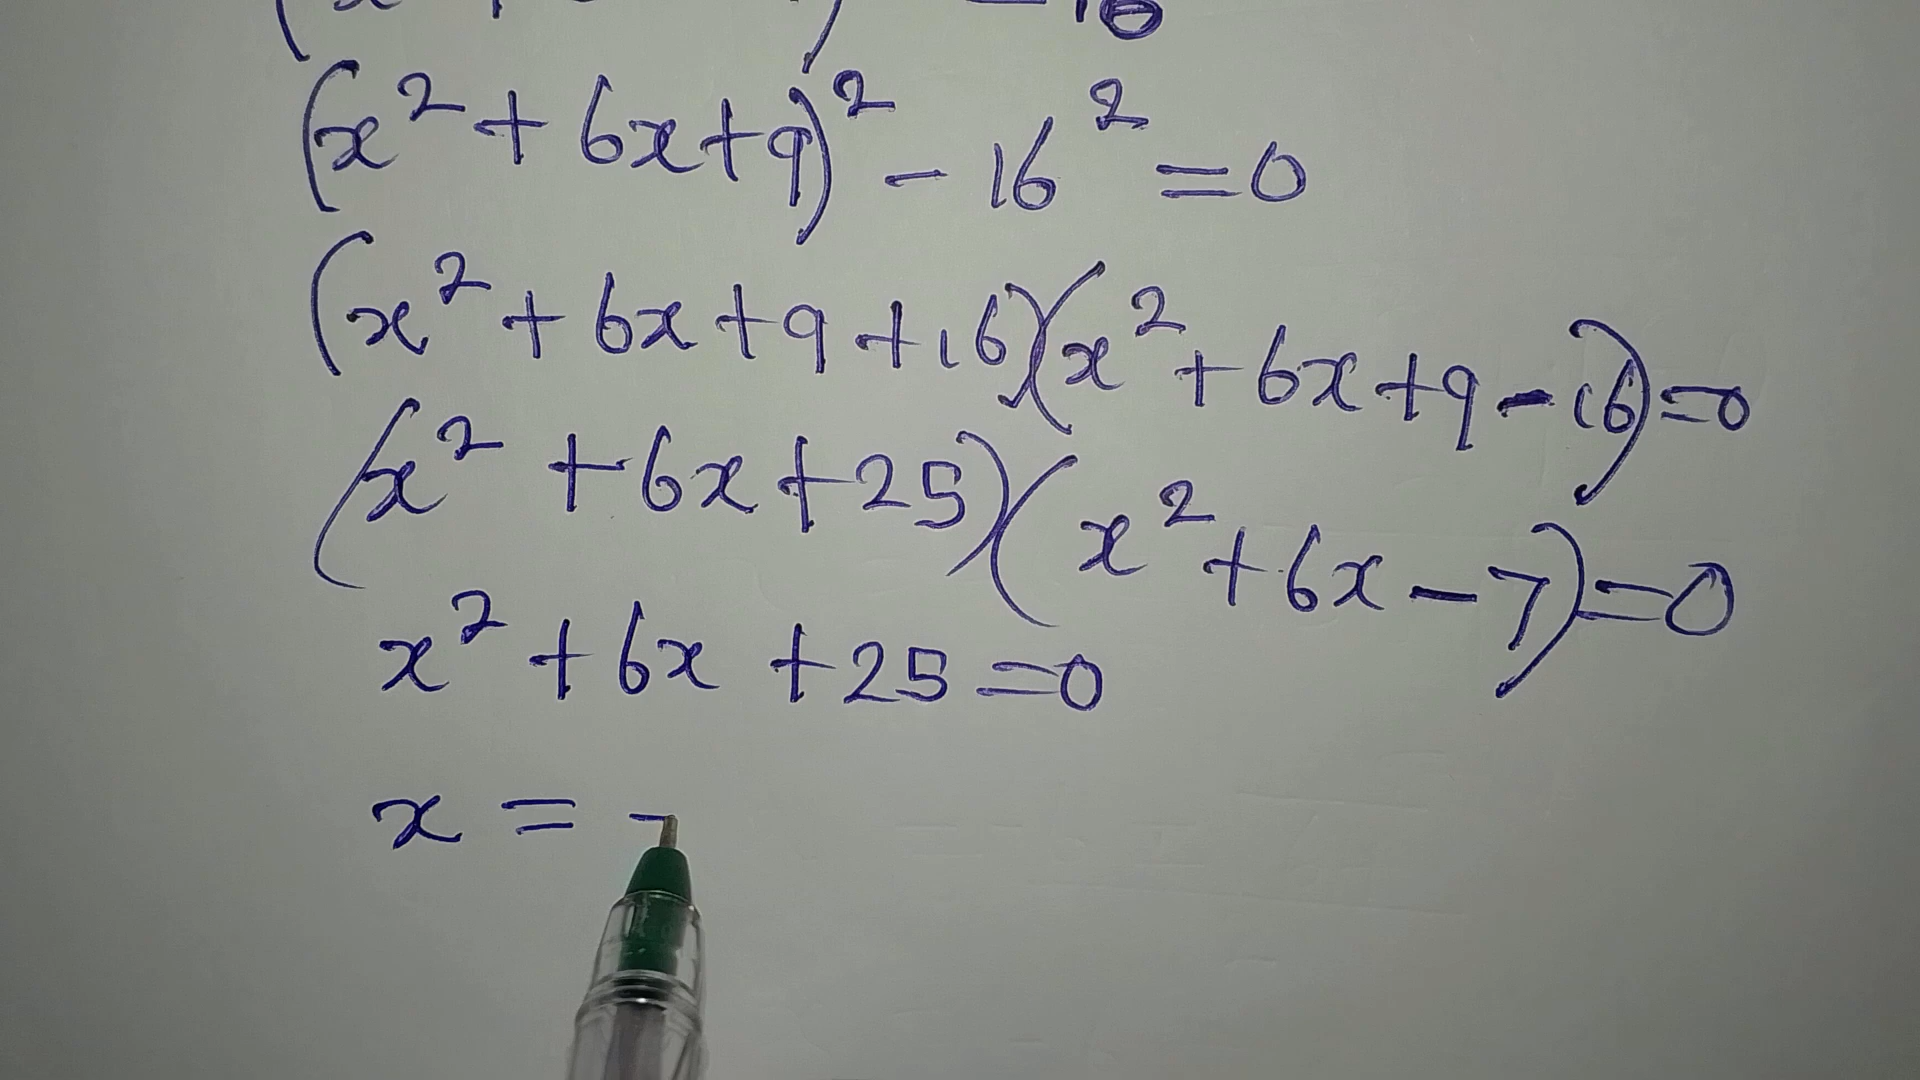 (x² + 6x+9)² - 16² =0
(x² + 6x +9 +16)(x² +6x+9-16)=0
(x² +6x+25)(x²+6x-7)=0
x² +6x +25=0
x = -